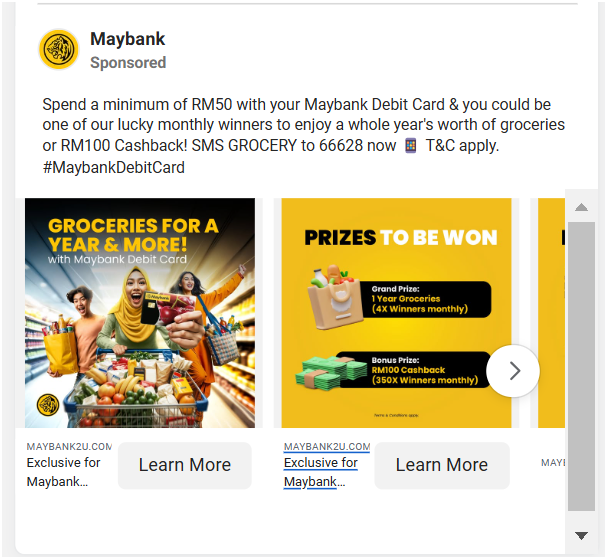 Maybank
Sponsored
Spend a minimum of RM50 with your Maybank Debit Card & you could be
one of our lucky monthly winners to enjoy a whole year's worth of groceries
or RM100 Cashback! SMS GROCERY to 66628 now 📱 T&C apply.
#MaybankDebitCard
GROCERIES FOR A
YEAR & MORE!
with Maybank Debit Card
Maybank
PRIZES TO BE WON
Grand Prize:
1 Year Groceries
(4X Winners monthly)
Bonus Prize:
RM100 Cashback
(350X Winners monthly)
Terms & Conditions apply
MAYBANK2U.COM
Exclusive for
Maybank...
Learn More
MAYBANK2U.COM
Exclusive for
Maybank...
Learn More
MAYB